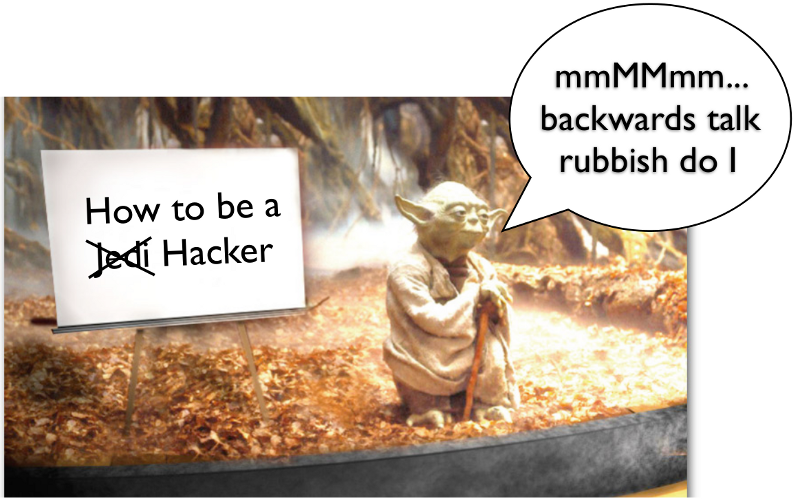 mmMMmm...
backwards talk
rubbish do I
How to be a
Jedi Hacker